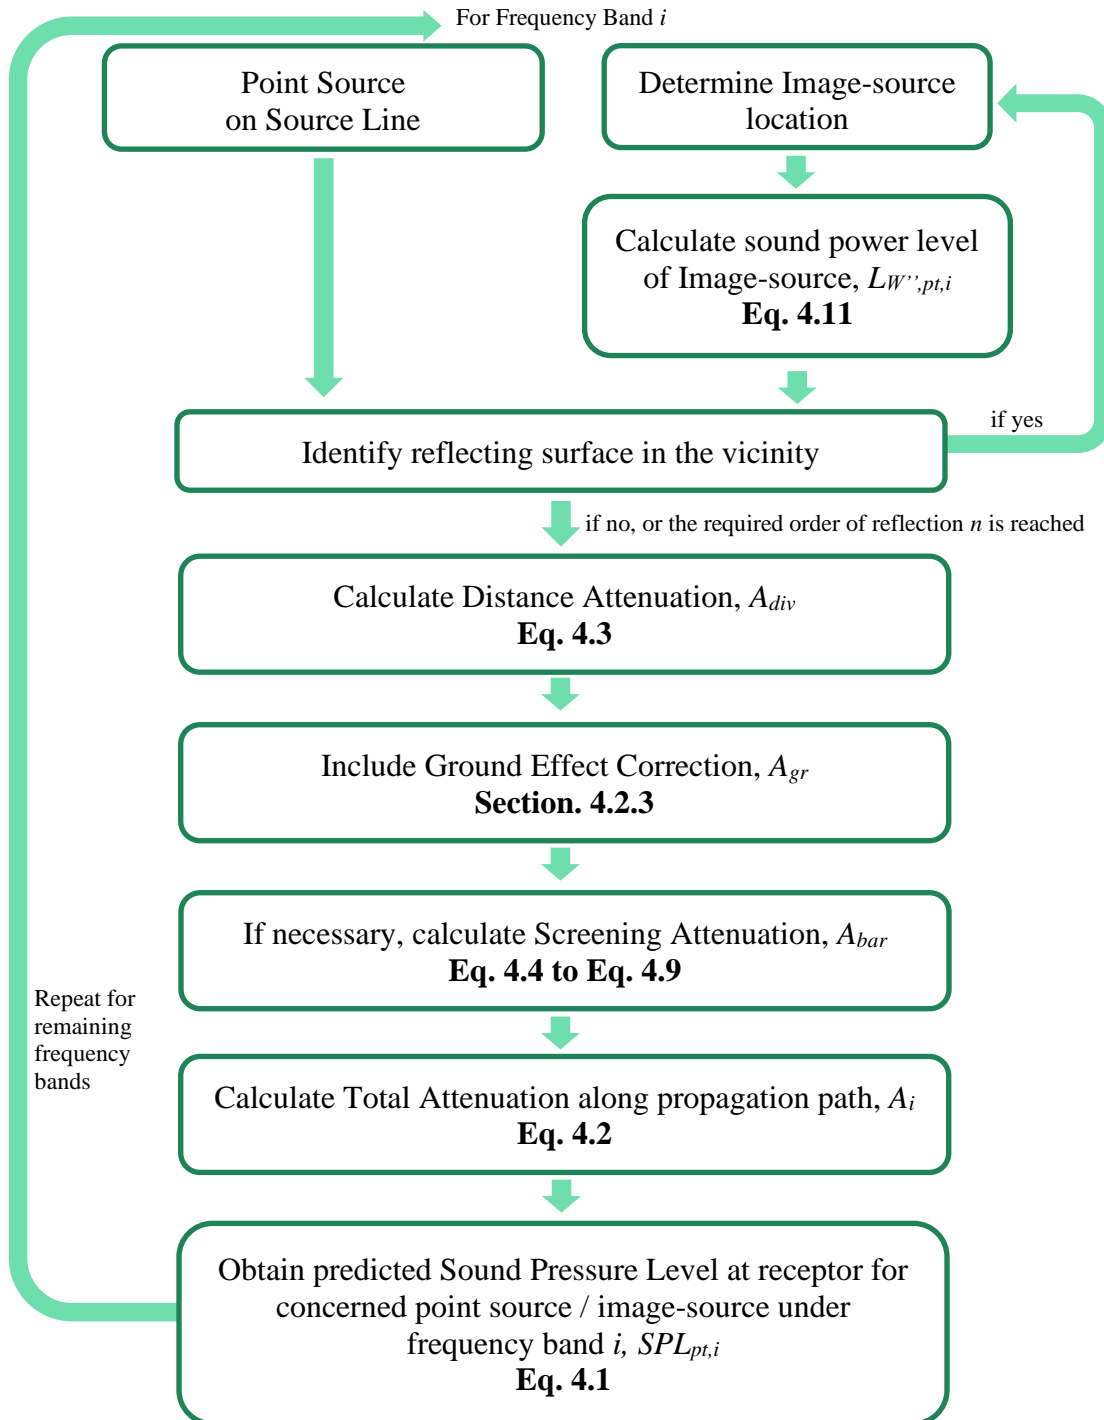 For Frequency Band i
Point Source
on Source Line
Determine Image-source
location
Calculate sound power level
of Image-source, LW’’,pt,i
Eq. 4.11
Identify reflecting surface in the vicinity
if yes
if no, or the required order of reflection n is reached
Calculate Distance Attenuation, Adiv
Eq. 4.3
Include Ground Effect Correction, Agr
Section. 4.2.3
If necessary, calculate Screening Attenuation, Abar
Eq. 4.4 to Eq. 4.9
Repeat for
remaining
frequency
bands
Calculate Total Attenuation along propagation path, Ai
Eq. 4.2
Obtain predicted Sound Pressure Level at receptor for
concerned point source / image-source under
frequency band i, SPLpt,i
Eq. 4.1